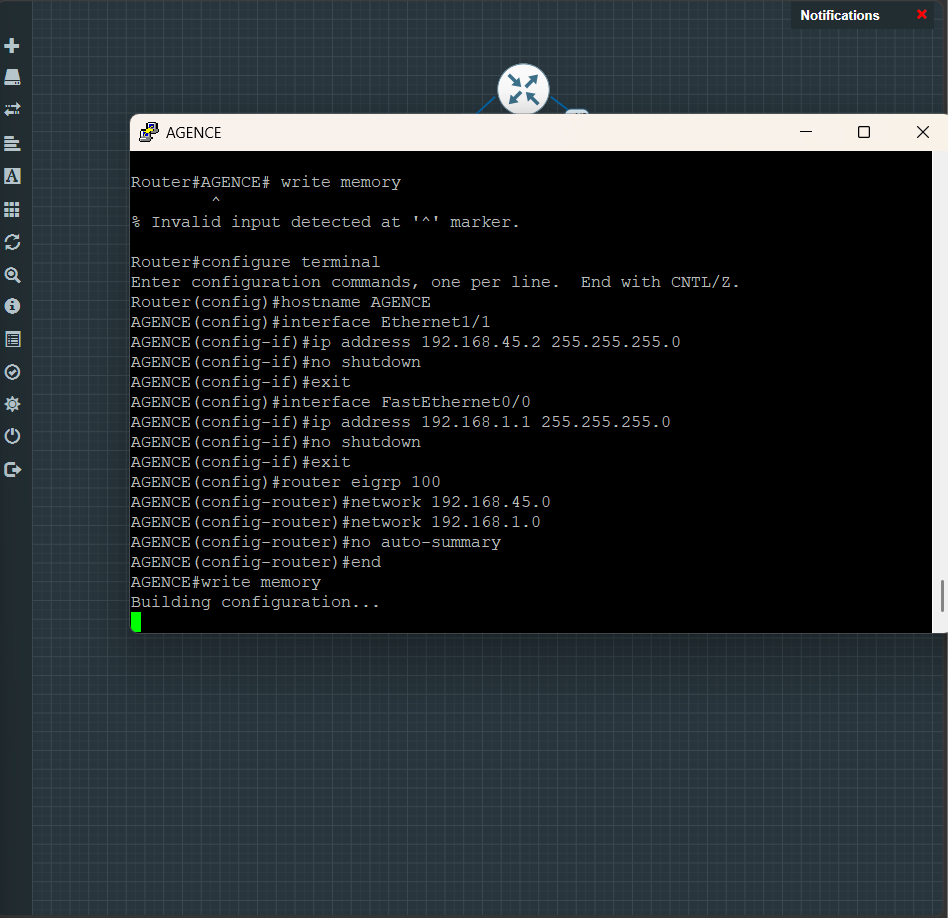 Notifications
AGENCE
Router#AGENCE# write memory
^
% Invalid input detected at '^' marker.
Router#configure terminal
Enter configuration commands, one per line.  End with CNTL/Z.
Router(config)#hostname AGENCE
AGENCE(config)#interface Ethernet1/1
AGENCE(config-if)#ip address 192.168.45.2 255.255.255.0
AGENCE(config-if)#no shutdown
AGENCE(config-if)#exit
AGENCE(config)#interface FastEthernet0/0
AGENCE(config-if)#ip address 192.168.1.1 255.255.255.0
AGENCE(config-if)#no shutdown
AGENCE(config-if)#exit
AGENCE(config)#router eigrp 100
AGENCE(config-router)#network 192.168.45.0
AGENCE(config-router)#network 192.168.1.0
AGENCE(config-router)#no auto-summary
AGENCE(config-router)#end
AGENCE#write memory
Building configuration...